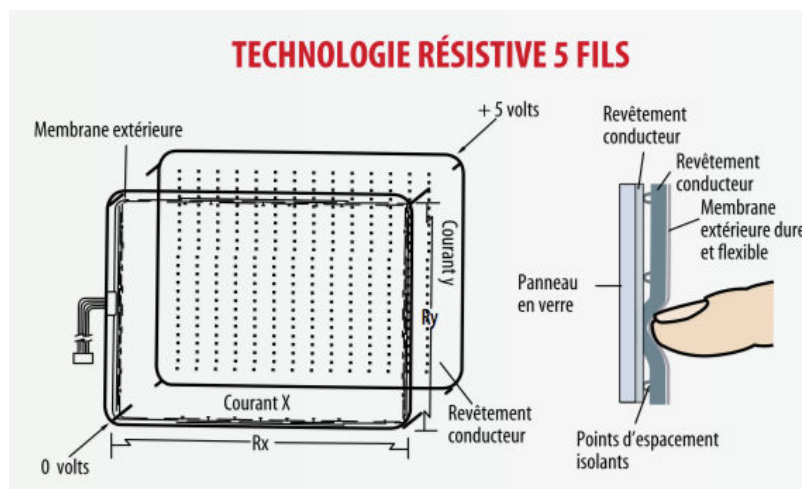 TECHNOLOGIE RÉSISTIVE 5 FILS
+ 5 volts
Membrane extérieure
Courant y
Ry
Courant X
Rx
0 volts
Revêtement
conducteur
Revêtement
conducteur
Revêtement
conducteur
Membrane
extérieure dure
et flexible
Panneau
en verre
Points d'espacement
isolants